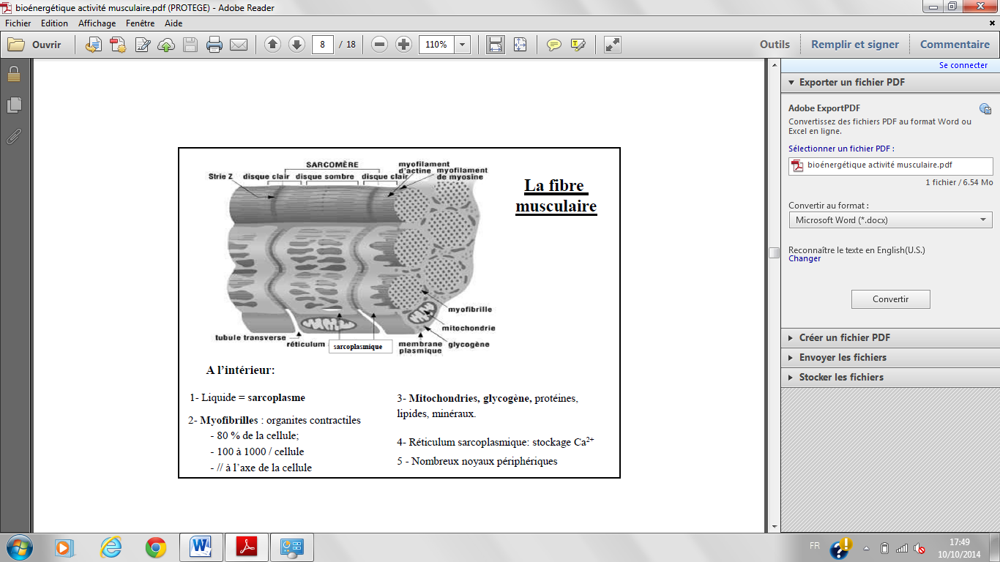 bioénergétique activité musculaire.pdf (PROTEGE) - Adobe Reader
Fichier Edition Affichage Fenêtre Aide
Ouvrir 8 / 18 110% Outils Remplir et signer Commentaire
Se connecter
Exporter un fichier PDF
Adobe ExportPDF
Convertissez des fichiers PDF au format Word ou
Excel en ligne.
Sélectionner un fichier PDF :
bioénergétique activité musculaire.pdf
1 fichier / 6.54 Mo
Convertir au format :
Microsoft Word (*.docx)
Reconnaître le texte en English(U.S.)
Changer
Convertir
Créer un fichier PDF
Envoyer les fichiers
Stocker les fichiers
La fibre
musculaire
SARCOMÈRE
Strie Z disque clair disque sombre disque clair
myofilament
d'actine
myofilament
de myosine
myofibrille
mitochondrie
glycogène
membrane
plasmique
tubule transverse
réticulum sarcoplasmique
A l’intérieur:
1- Liquide = sarcoplasme
2- Myofibrilles : organites contractiles
- 80 % de la cellule;
- 100 à 1000 / cellule
- // à l’axe de la cellule
3- Mitochondries, glycogène, protéines,
lipides, minéraux.
4- Réticulum sarcoplasmique: stockage Ca2+
5 - Nombreux noyaux périphériques
FR
17:49
10/10/2014